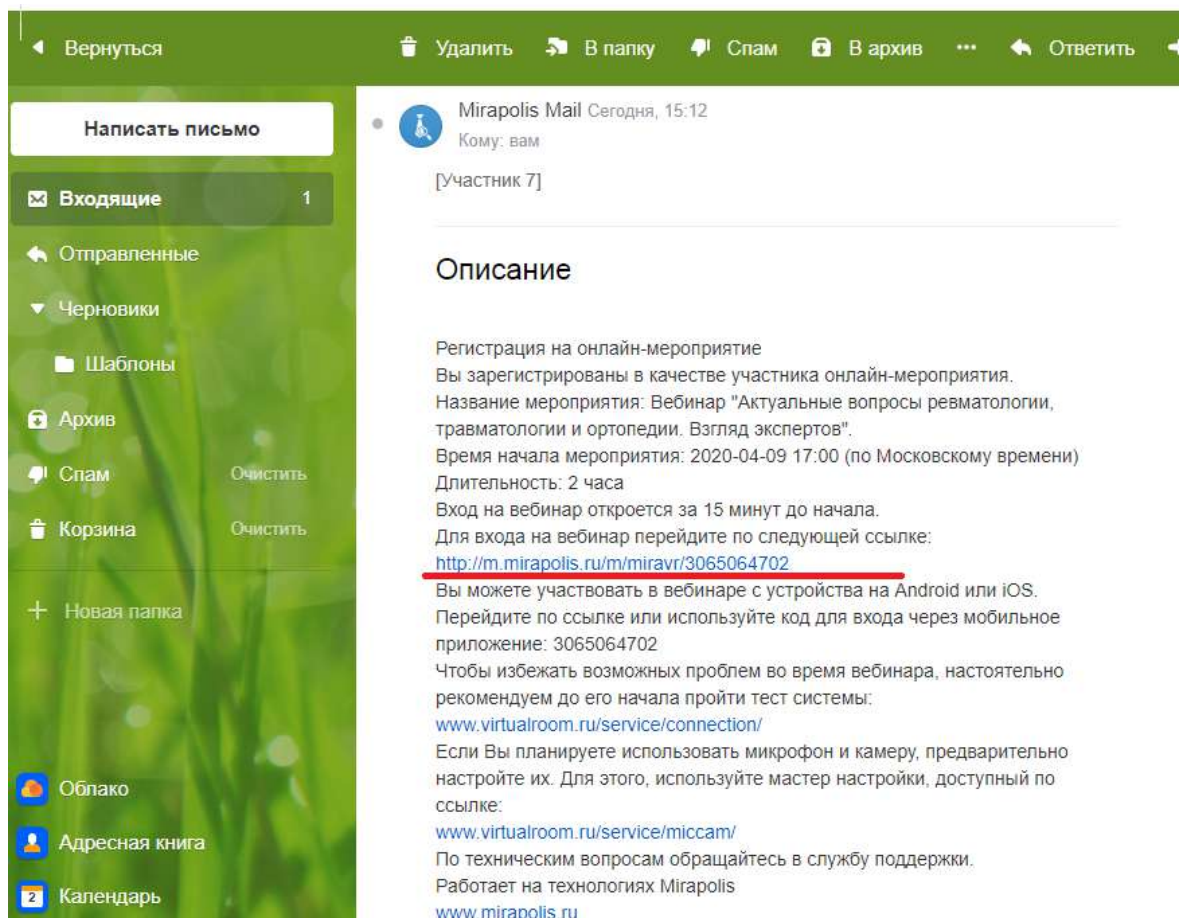 Вернуться
Удалить
В папку
Спам
В архив
Ответить
Написать письмо
Входящие 1
Отправленные
Черновики
Шаблоны
Архив
Спам Очистить
Корзина Очистить
Новая папка
Облако
Адресная книга
2 Календарь
Mirapolis Mail Сегодня, 15:12
Кому: вам
[Участник 7]
Описание
Регистрация на онлайн-мероприятие
Вы зарегистрированы в качестве участника онлайн-мероприятия.
Название мероприятия: Вебинар "Актуальные вопросы ревматологии,
травматологии и ортопедии. Взгляд экспертов".
Время начала мероприятия: 2020-04-09 17:00 (по Московскому времени)
Длительность: 2 часа
Вход на вебинар откроется за 15 минут до начала.
Для входа на вебинар перейдите по следующей ссылке:
http://m.mirapolis.ru/m/miravr/3065064702
Вы можете участвовать в вебинаре с устройства на Android или iOS.
Перейдите по ссылке или используйте код для входа через мобильное
приложение: 3065064702
Чтобы избежать возможных проблем во время вебинара, настоятельно
рекомендуем до его начала пройти тест системы:
www.virtualroom.ru/service/connection/
Если Вы планируете использовать микрофон и камеру, предварительно
настройте их. Для этого, используйте мастер настройки, доступный по
ссылке:
www.virtualroom.ru/service/miccam/
По техническим вопросам обращайтесь в службу поддержки.
Работает на технологиях Mirapolis
www.mirapolis.ru